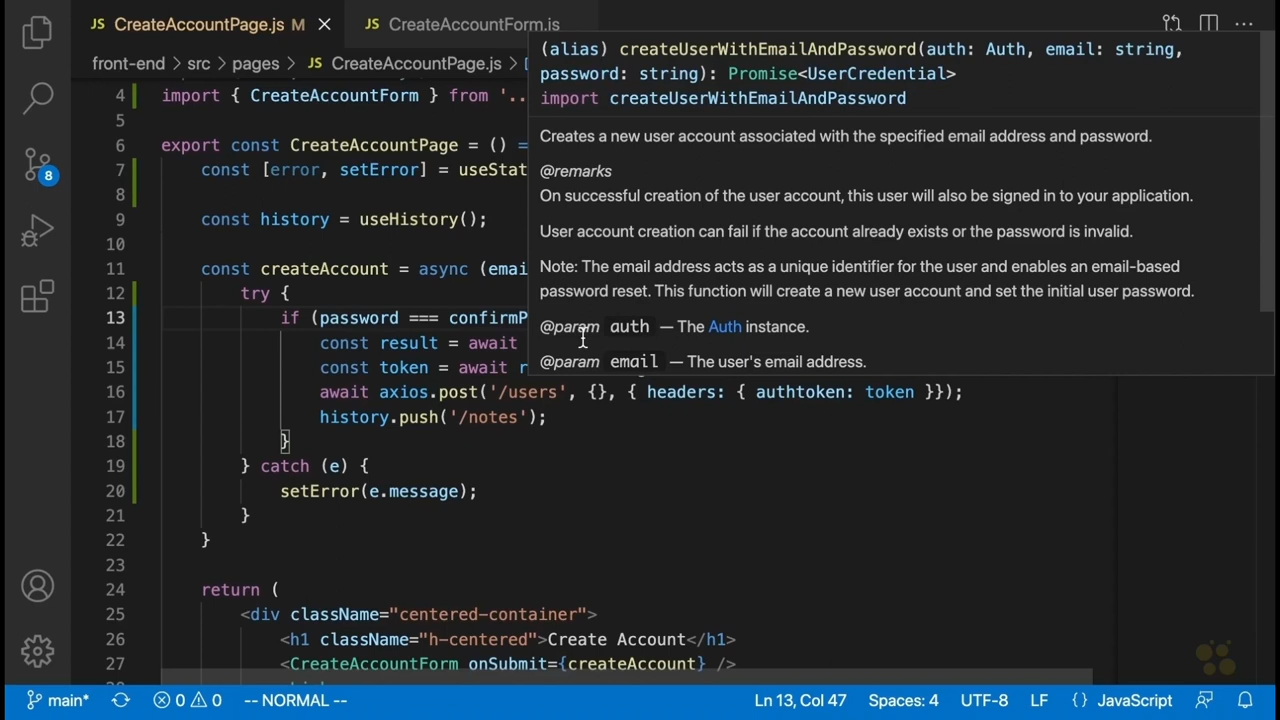 JS CreateAccountPage.js M
JS CreateAccountForm.js
front-end > src > pages > JS CreateAccountPage.js >
(alias) createUserWithEmailAndPassword(auth: Auth, email: string,
password: string): Promise<UserCredential>
import createUserWithEmailAndPassword
Creates a new user account associated with the specified email address and password.
@remarks
On successful creation of the user account, this user will also be signed in to your application.
User account creation can fail if the account already exists or the password is invalid.
Note: The email address acts as a unique identifier for the user and enables an email-based
password reset. This function will create a new user account and set the initial user password.
@param auth — The Auth instance.
@param email — The user's email address.
4 import { CreateAccountForm } from '..
5
6 export const CreateAccountPage = () =
7 const [error, setError] = useStat
8
9 const history = useHistory();
10
11 const createAccount = async (emai
12 try {
13 if (password === confirmP
14 const result = await
15 const token = await r
16 await axios.post('/users', {}, { headers: { authtoken: token }});
17 history.push('/notes');
18 }
19 } catch (e) {
20 setError(e.message);
21 }
22 }
23
24 return (
25 <div className="centered-container">
26 <h1 className="h-centered">Create Account</h1>
27 <CreateAccountForm onSubmit={createAccount} />
8
main* 0 0 -- NORMAL -- Ln 13, Col 47 Spaces: 4 UTF-8 LF {} JavaScript